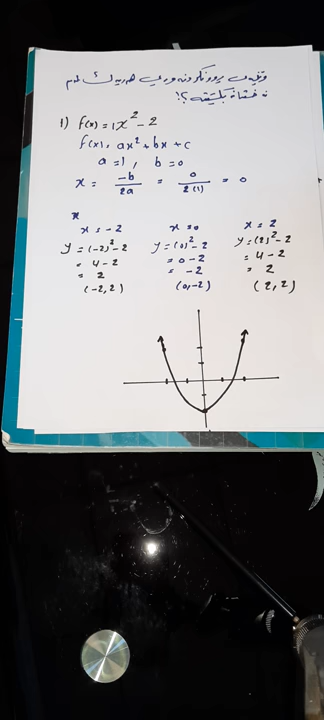 1) f(x) = 1x² - 2
f(x) = ax² + bx + c
a = 1 , b = 0
x = -b/2a = 0/2(1) = 0
x
x = -2 x = 0 x = 2
y = (-2)² - 2 y = (0)² - 2 y = (2)² - 2
= 4 - 2 = 0 - 2 = 4 - 2
= 2 = -2 = 2
(-2, 2) (0, -2) (2, 2)